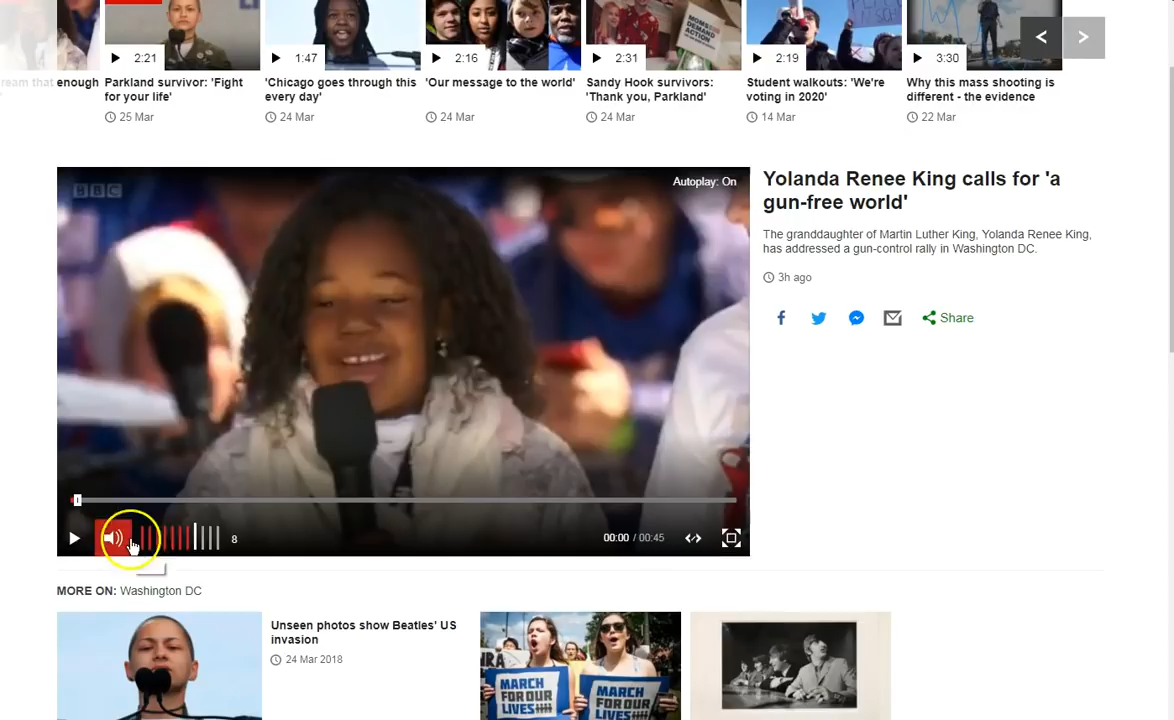 2:21
1:47
2:16
2:31
2:19
3:30
< >
ream that enough
Parkland survivor: 'Fight
for your life'
25 Mar
'Chicago goes through this
every day'
24 Mar
'Our message to the world'
24 Mar
Sandy Hook survivors:
'Thank you, Parkland'
24 Mar
Student walkouts: 'We're
voting in 2020'
14 Mar
Why this mass shooting is
different - the evidence
22 Mar
MOMS
DEMAND
ACTION
BBC
Autoplay: On
8
00:00 / 00:45
Yolanda Renee King calls for 'a
gun-free world'
The granddaughter of Martin Luther King, Yolanda Renee King,
has addressed a gun-control rally in Washington DC.
3h ago
Share
MORE ON: Washington DC
Unseen photos show Beatles' US
invasion
24 Mar 2018
NRA
MARCH
FOR OUR
LIVES
MARCH
FOR OUR
LIVES